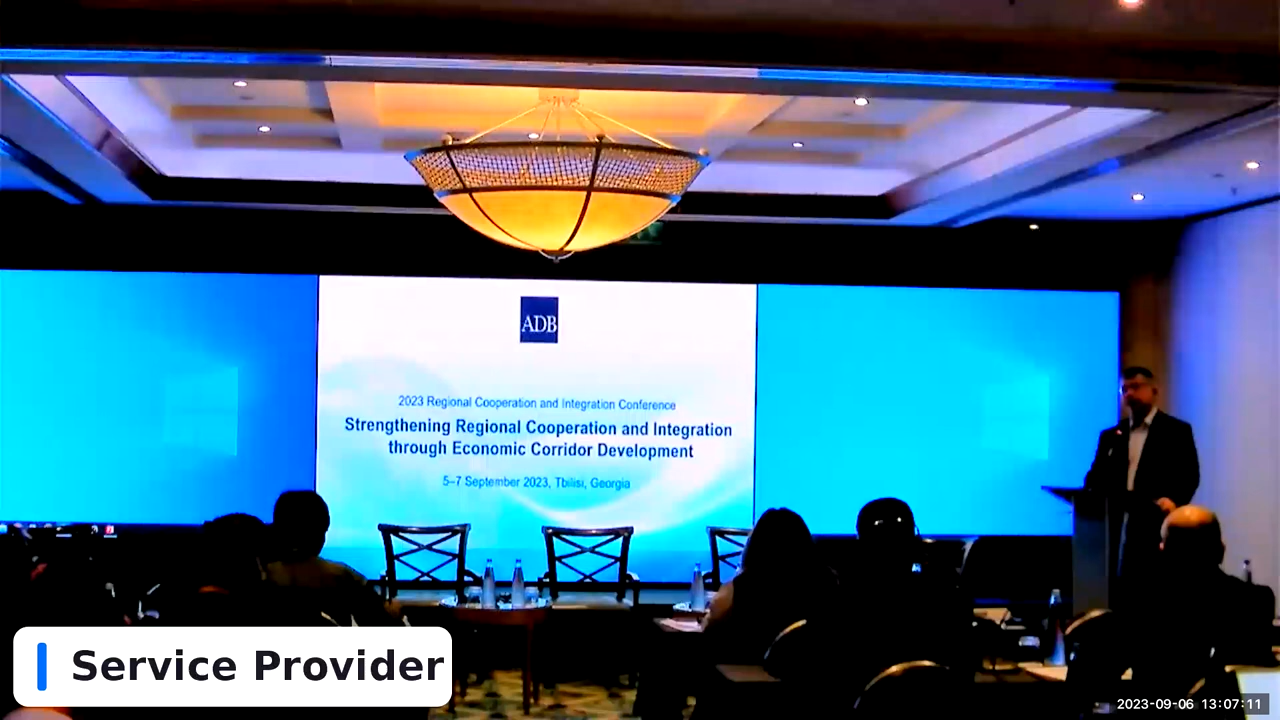 ADB
2023 Regional Cooperation and Integration Conference
Strengthening Regional Cooperation and Integration
through Economic Corridor Development
5–7 September 2023, Tbilisi, Georgia
Service Provider
2023-09-06 13:07:11